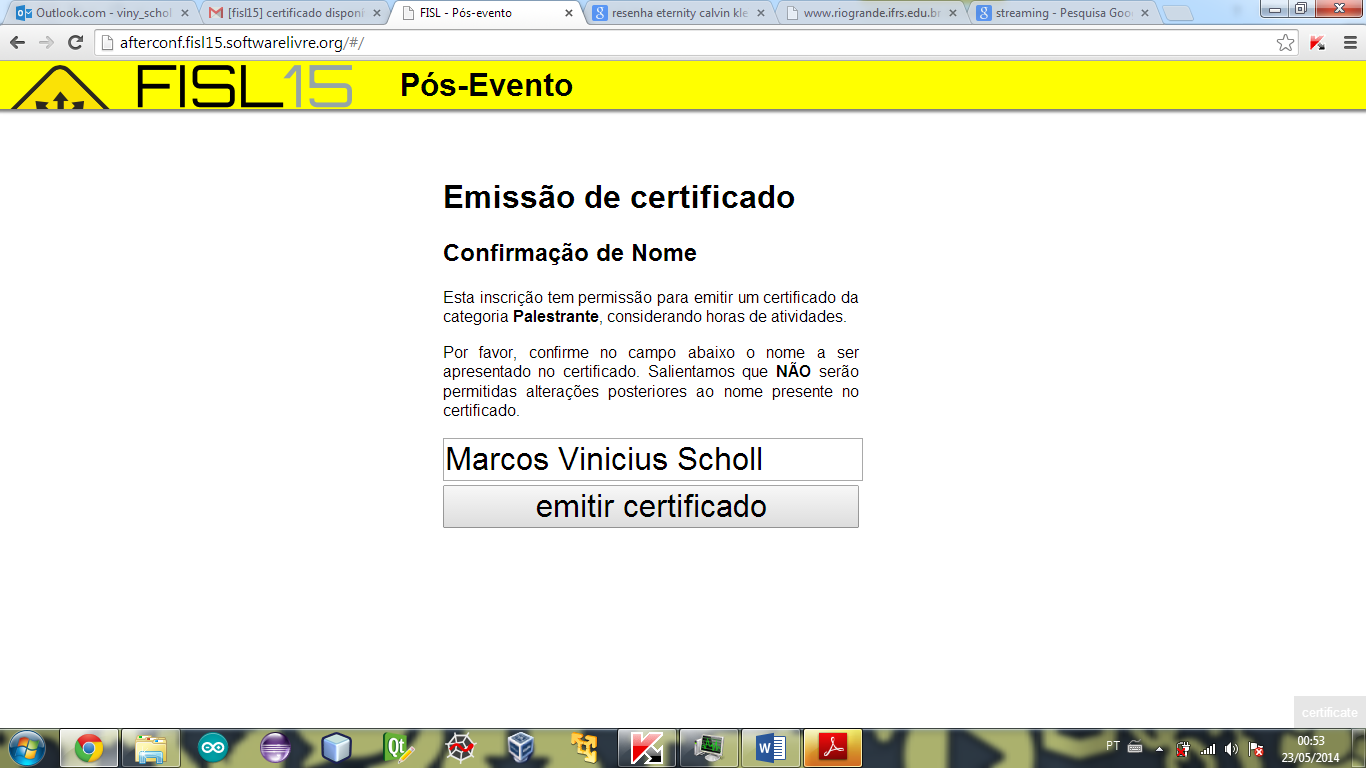 Outlook.com - viny_schol
[fisl15] certificado disponí
FISL - Pós-evento
resenha eternity calvin kle
www.riogrande.ifrs.edu.br
streaming - Pesquisa Goo
afterconf.fisl15.softwarelivre.org/#/
FISL15
Pós-Evento
Emissão de certificado
Confirmação de Nome
Esta inscrição tem permissão para emitir um certificado da
categoria Palestrante, considerando horas de atividades.
Por favor, confirme no campo abaixo o nome a ser
apresentado no certificado. Salientamos que NÃO serão
permitidas alterações posteriores ao nome presente no
certificado.
Marcos Vinicius Scholl
emitir certificado
certificate
Qt
PT
00:53
23/05/2014